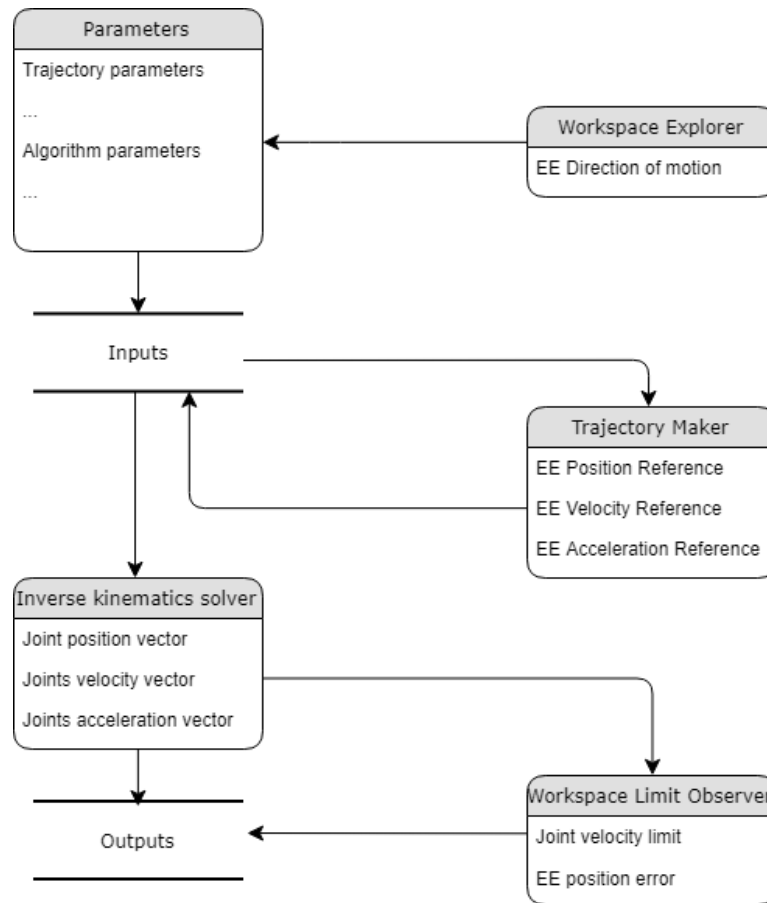 Parameters
Trajectory parameters
...
Algorithm parameters
...
Workspace Explorer
EE Direction of motion
Inputs
Trajectory Maker
EE Position Reference
EE Velocity Reference
EE Acceleration Reference
Inverse kinematics solver
Joint position vector
Joints velocity vector
Joints acceleration vector
Workspace Limit Observer
Joint velocity limit
EE position error
Outputs